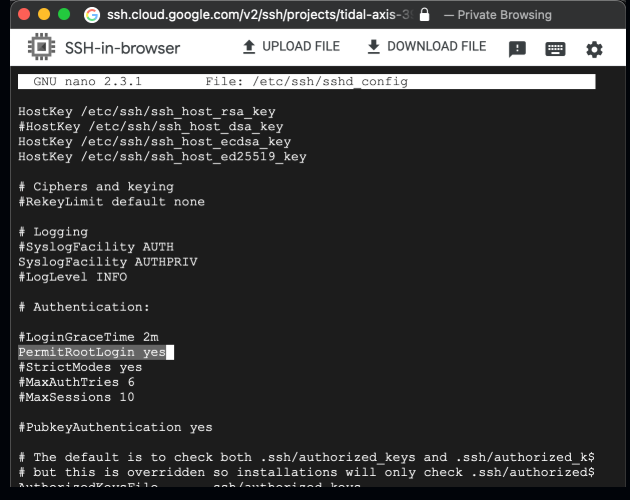 ssh.cloud.google.com/v2/ssh/projects/tidal-axis-3
— Private Browsing
SSH-in-browser
UPLOAD FILE
DOWNLOAD FILE
GNU nano 2.3.1 File: /etc/ssh/sshd_config
HostKey /etc/ssh/ssh_host_rsa_key
#HostKey /etc/ssh/ssh_host_dsa_key
HostKey /etc/ssh/ssh_host_ecdsa_key
HostKey /etc/ssh/ssh_host_ed25519_key
# Ciphers and keying
#RekeyLimit default none
# Logging
#SyslogFacility AUTH
SyslogFacility AUTHPRIV
#LogLevel INFO
# Authentication:
#LoginGraceTime 2m
PermitRootLogin yes
#StrictModes yes
#MaxAuthTries 6
#MaxSessions 10
#PubkeyAuthentication yes
# The default is to check both .ssh/authorized_keys and .ssh/authorized_k$
# but this is overridden so installations will only check .ssh/authorized$
AuthorizedKeysFile .ssh/authorized_keys